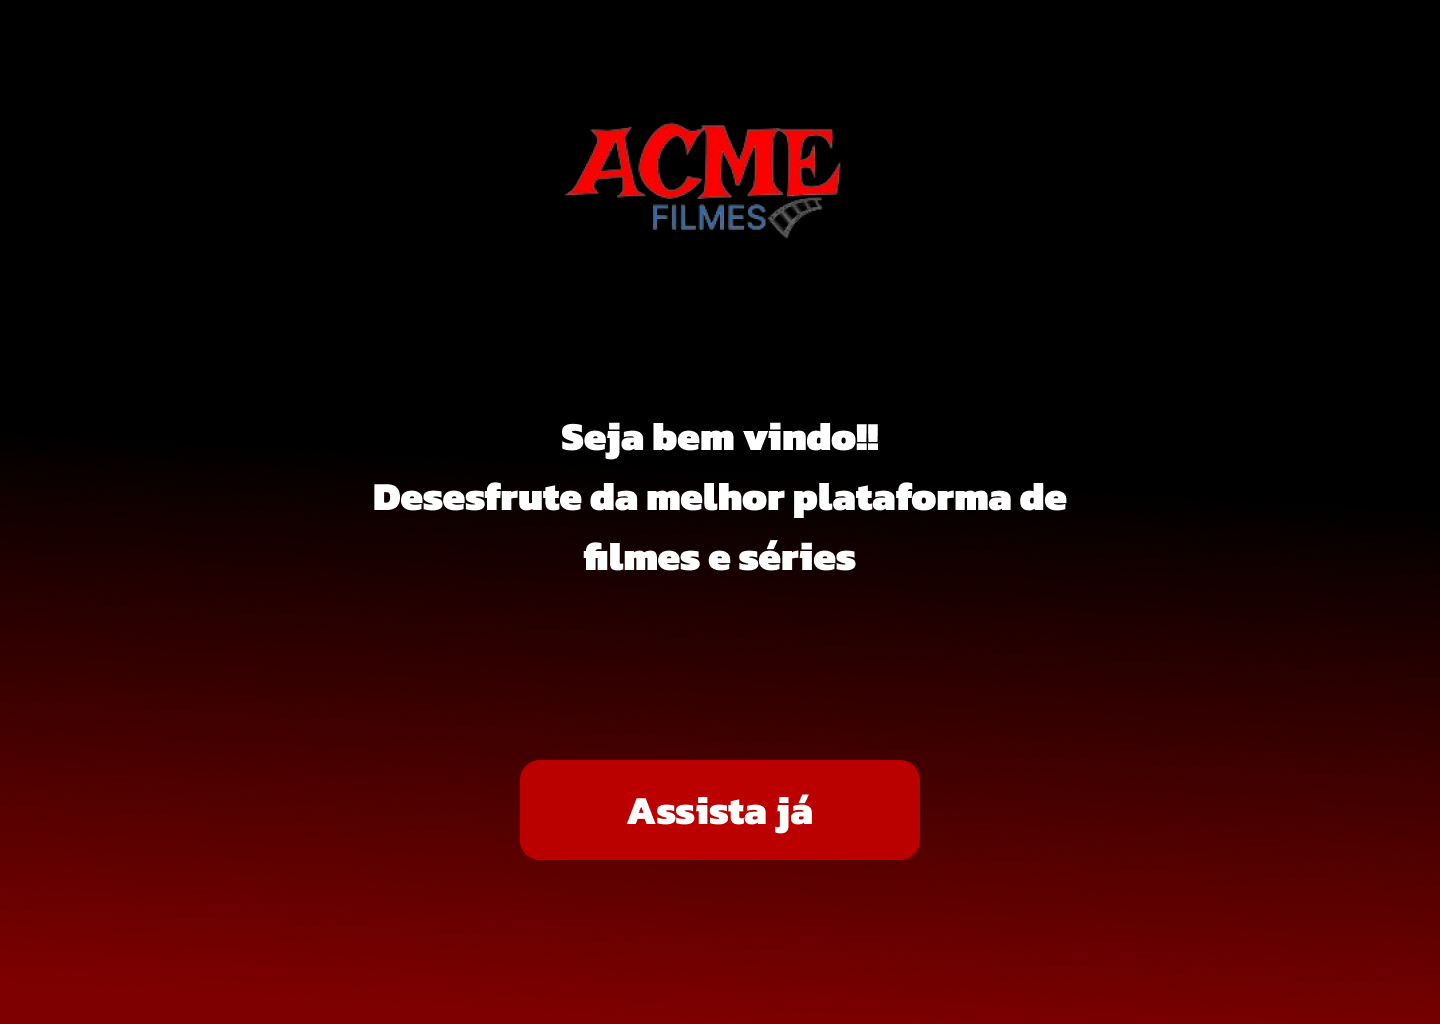 ACME
FILMES
Seja bem vindo!!
Desesfrute da melhor plataforma de
filmes e séries
Assista já